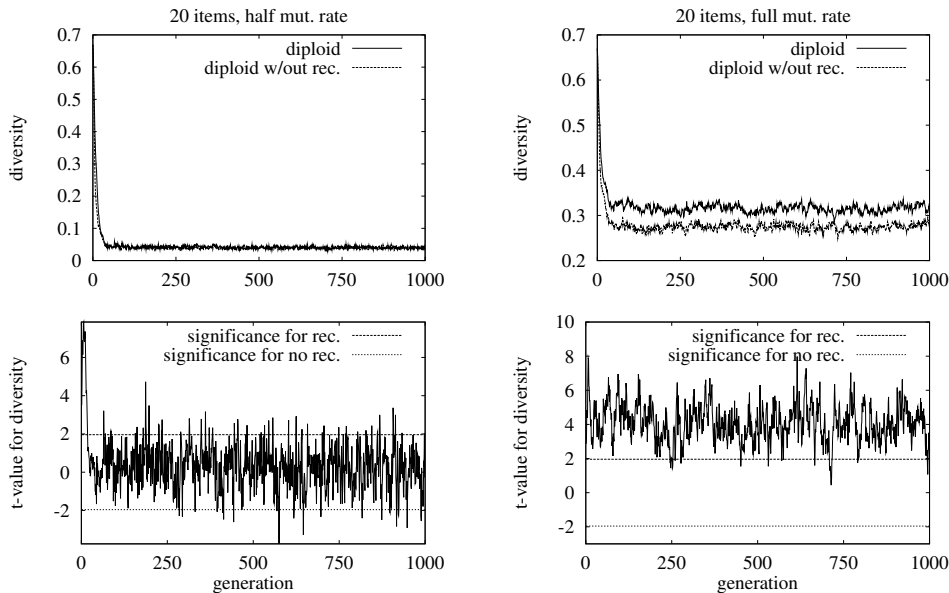 20 items, half mut. rate
0.7
0.6
0.5
0.4
0.3
0.2
0.1
0
diversity
diploid
diploid w/out rec.
0 250 500 750 1000
20 items, full mut. rate
0.7
0.6
0.5
0.4
0.3
0.2
diversity
diploid
diploid w/out rec.
0 250 500 750 1000
6
4
2
0
-2
t-value for diversity
significance for rec.
significance for no rec.
0 250 500 750 1000
generation
10
8
6
4
2
0
-2
t-value for diversity
significance for rec.
significance for no rec.
0 250 500 750 1000
generation